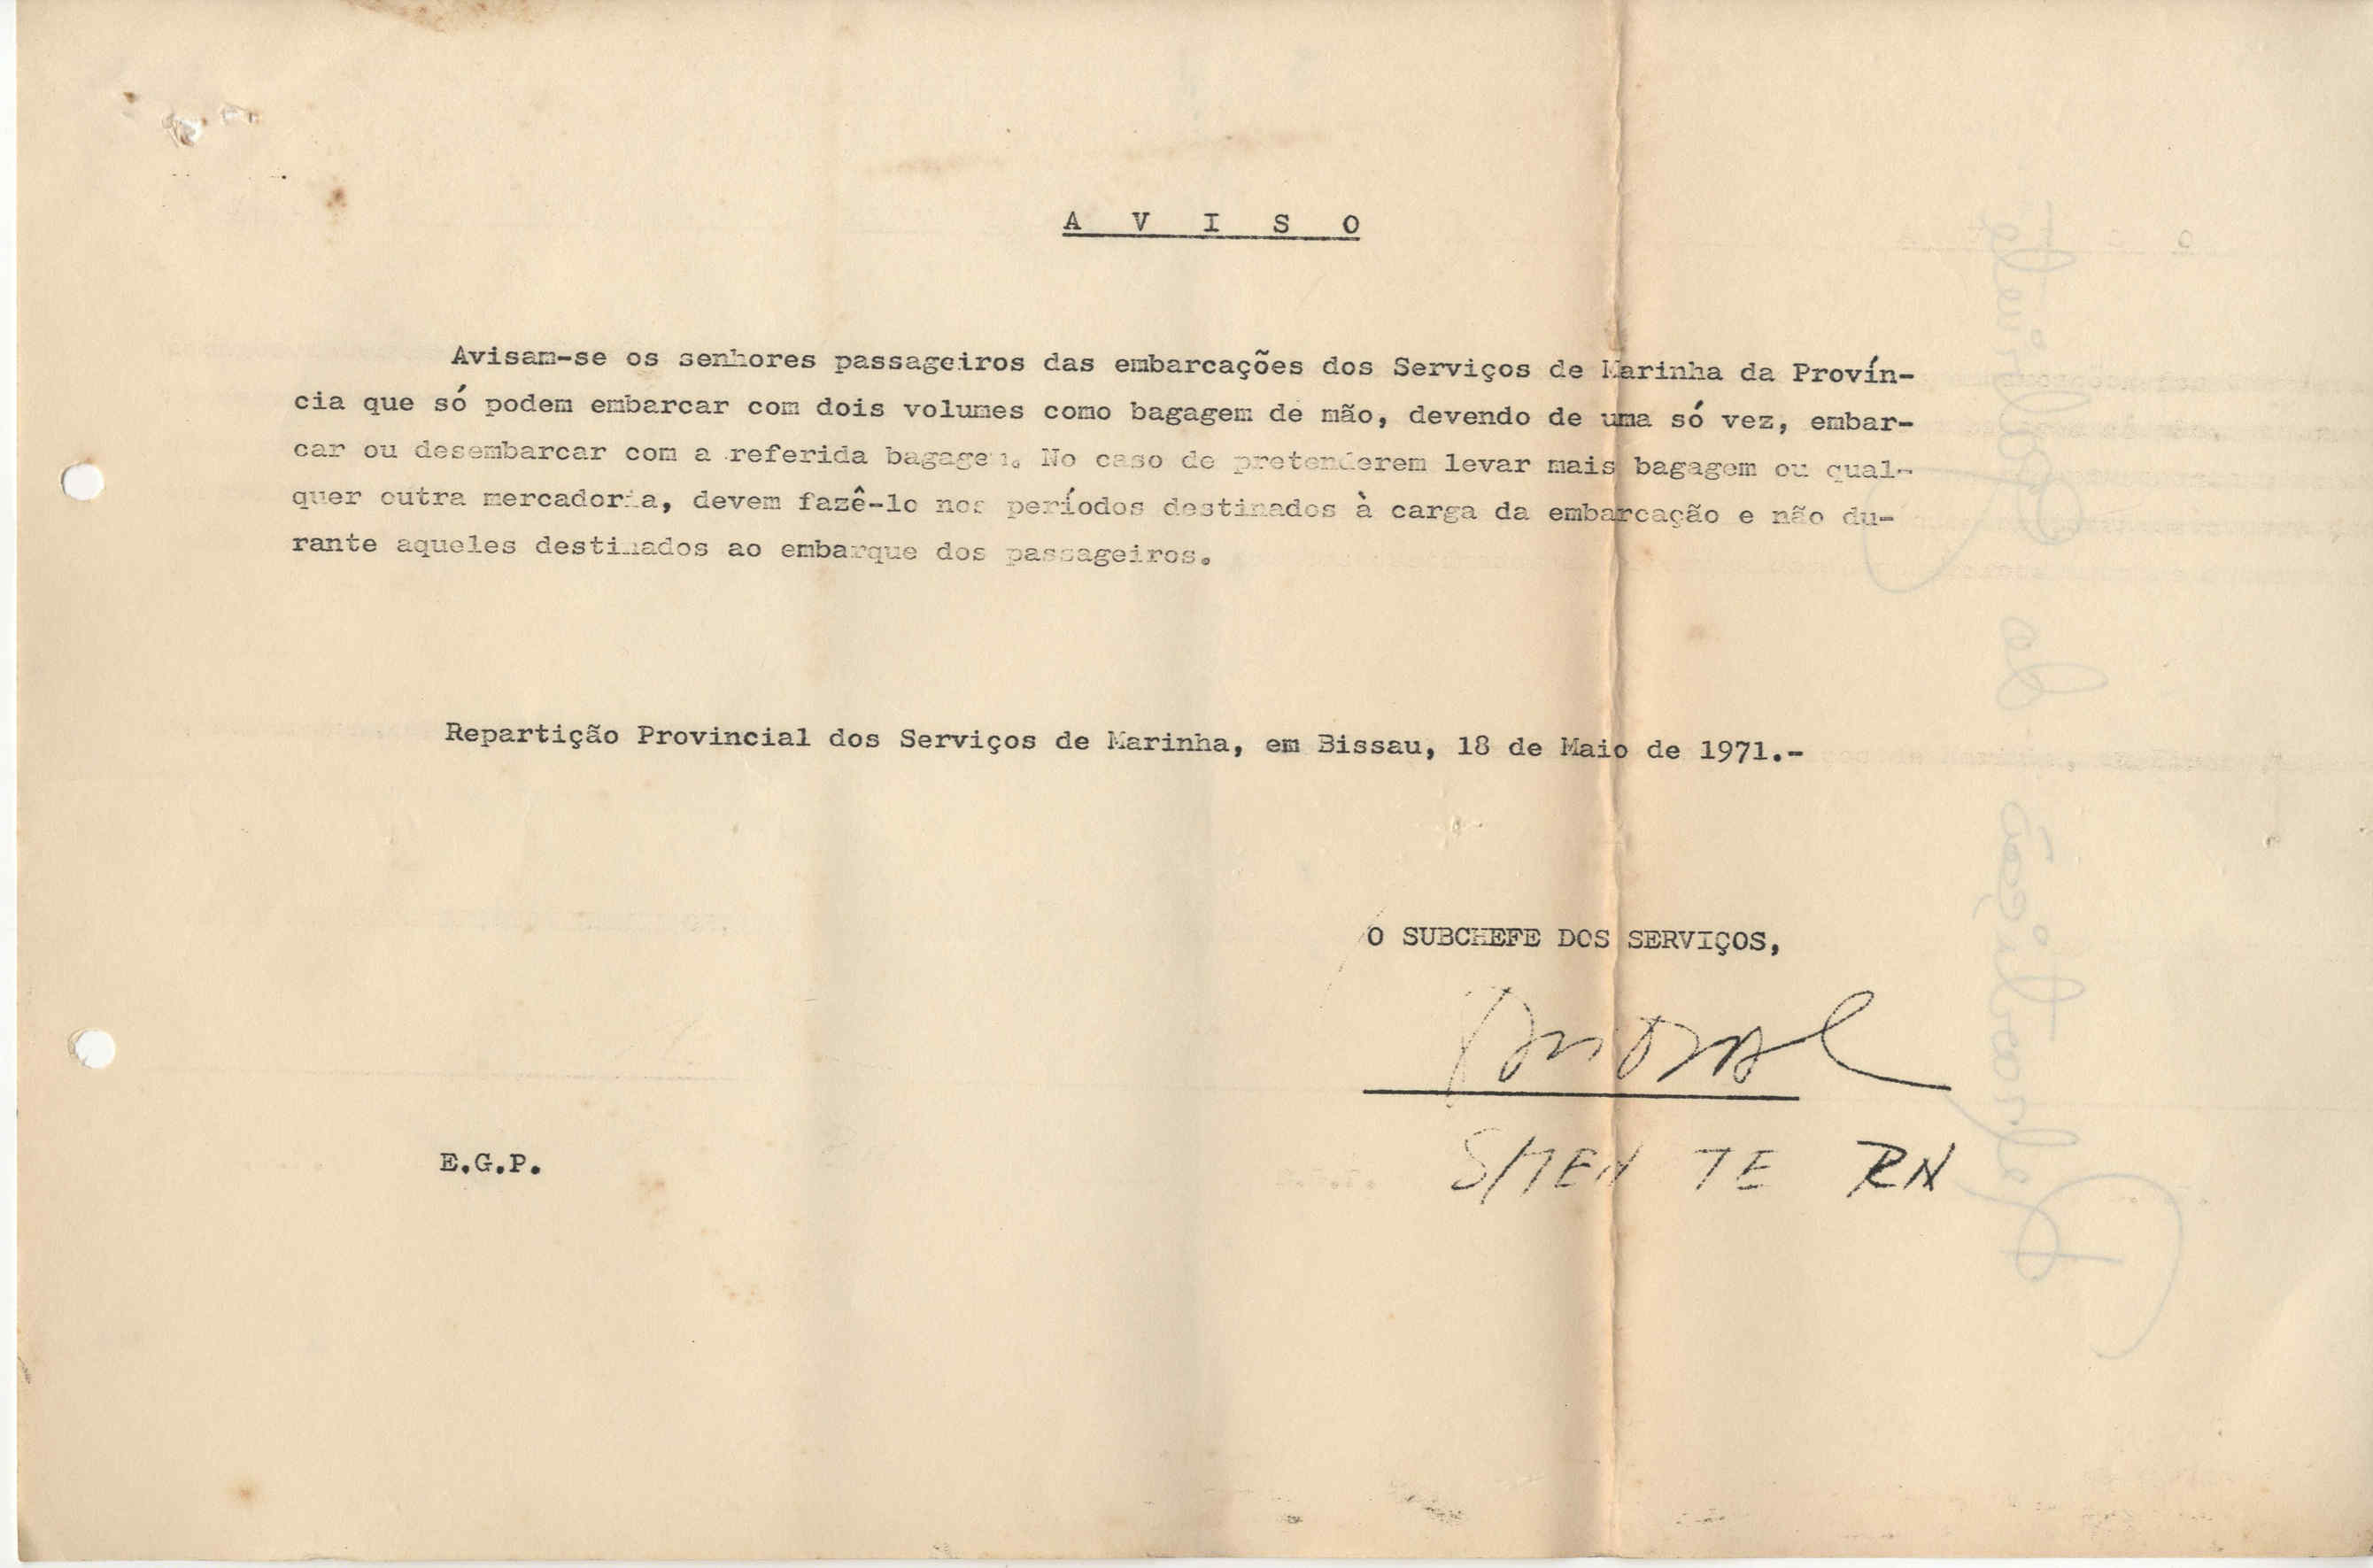 A V I S O
Avisam-se os senhores passageiros das embarcações dos Serviços de Marinha da Provín-
cia que só podem embarcar com dois volumes como bagagem de mão, devendo de uma só vez, embar-
car ou desembarcar com a referida bagagem. No caso de pretenderem levar mais bagagem ou qual-
quer outra mercadoria, devem fazê-lo nos períodos destinados à carga da embarcação e não du-
rante aqueles destinados ao embarque dos passageiros.
Repartição Provincial dos Serviços de Marinha, em Bissau, 18 de Maio de 1971.-
O SUBCHEFE DOS SERVIÇOS,
S/TEN TE RN
E.G.P.